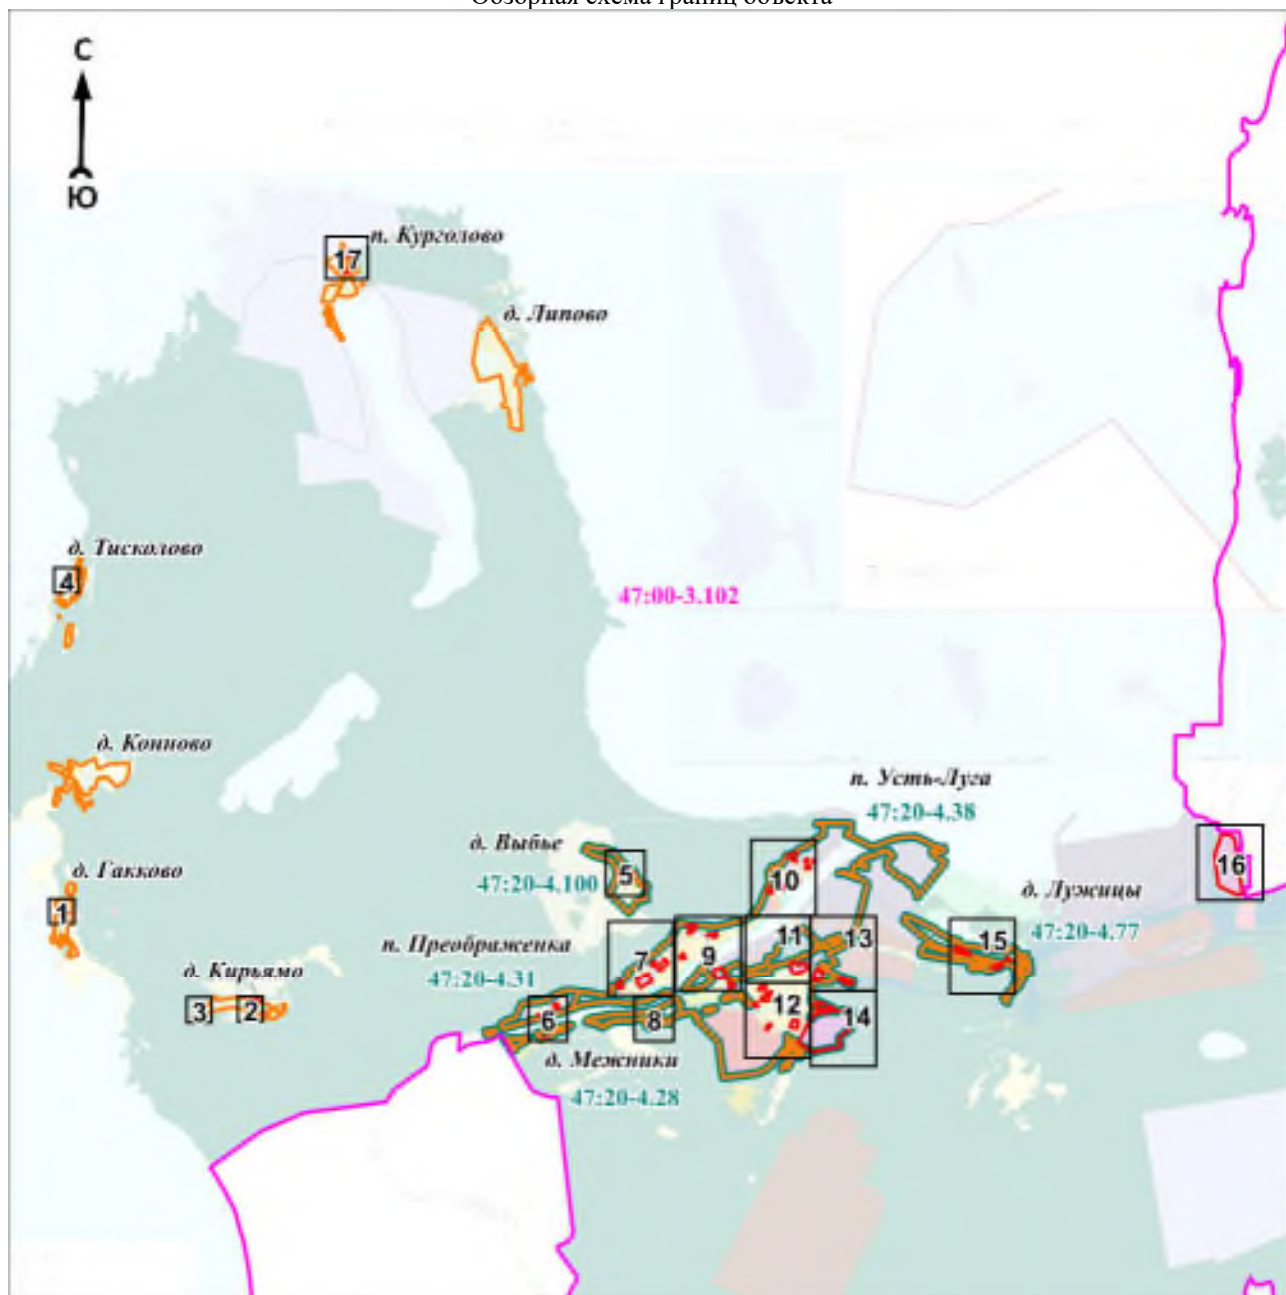 Обзорная схема границ объекта
С
Ю
п. Курголово
17
д. Липово
д. Тисколово
4
47:00-3.102
д. Конново
п. Усть-Луга
47:20-4.38
д. Выбье
47:20-4.100
5
10
16
д. Гакково
1
д. Лужицы
47:20-4.77
п. Преображенка
47:20-4.31
7
9
11
13
15
д. Кирьямо
3
2
6
8
12
14
д. Межники
47:20-4.28